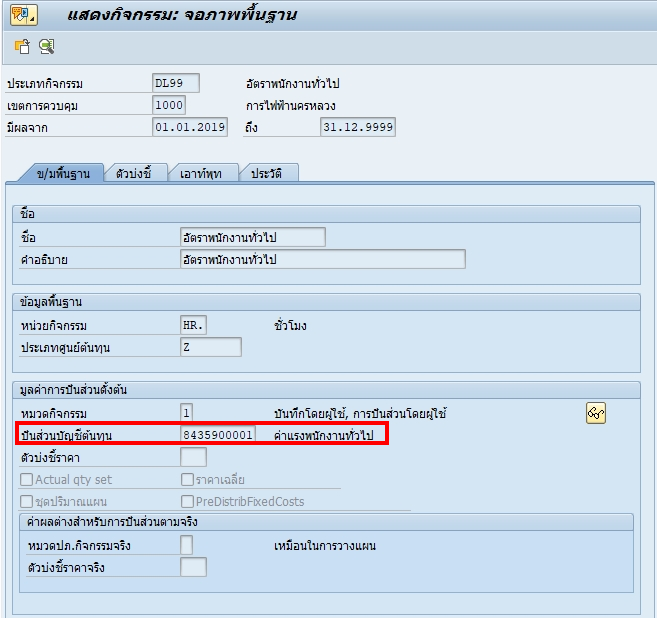 แสดงกิจกรรม: จอภาพพื้นฐาน
ประเภทกิจกรรม DL99 อัตราพนักงานทั่วไป
เขตการควบคุม 1000 การไฟฟ้านครหลวง
มีผลจาก 01.01.2019 ถึง 31.12.9999
ข/มพื้นฐาน ตัวบ่งชี้ เอาท์พุท ประวัติ
ชื่อ
ชื่อ อัตราพนักงานทั่วไป
คำอธิบาย อัตราพนักงานทั่วไป
ข้อมูลพื้นฐาน
หน่วยกิจกรรม HR. ชั่วโมง
ประเภทศูนย์ต้นทุน Z
มูลค่าการปันส่วนตั้งต้น
หมวดกิจกรรม 1 บันทึกโดยผู้ใช้, การปันส่วนโดยผู้ใช้
ปันส่วนบัญชีต้นทุน 8435900001 ค่าแรงพนักงานทั่วไป
ตัวบ่งชี้ราคา
Actual qty set ราคาเฉลี่ย
ชุดปริมาณแผน PreDistribFixedCosts
ค่าผลต่างสำหรับการปันส่วนตามจริง
หมวดปภ.กิจกรรมจริง เหมือนในการวางแผน
ตัวบ่งชี้ราคาจริง